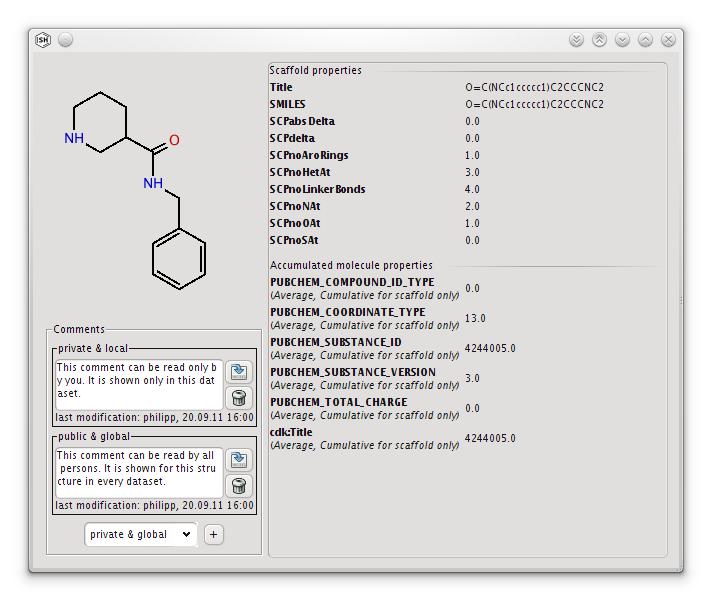 SH
NH
O
NH
Comments
private & local
This comment can be read only b
y you. It is shown only in this dat
aset.
last modification: philipp, 20.09.11 16:00
public & global
This comment can be read by all
persons. It is shown for this stru
cture in every dataset.
last modification: philipp, 20.09.11 16:00
private & global
+
Scaffold properties
Title O=C(NCc1ccccc1)C2CCCNC2
SMILES O=C(NCc1ccccc1)C2CCCNC2
SCPabsDelta 0.0
SCPdelta 0.0
SCPnoAroRings 1.0
SCPnoHetAt 3.0
SCPnoLinkerBonds 4.0
SCPnoNAt 2.0
SCPnoOAt 1.0
SCPnoSAt 0.0
Accumulated molecule properties
PUBCHEM_COMPOUND_ID_TYPE 0.0
(Average, Cumulative for scaffold only)
PUBCHEM_COORDINATE_TYPE 13.0
(Average, Cumulative for scaffold only)
PUBCHEM_SUBSTANCE_ID 4244005.0
(Average, Cumulative for scaffold only)
PUBCHEM_SUBSTANCE_VERSION 3.0
(Average, Cumulative for scaffold only)
PUBCHEM_TOTAL_CHARGE 0.0
(Average, Cumulative for scaffold only)
cdk:Title 4244005.0
(Average, Cumulative for scaffold only)